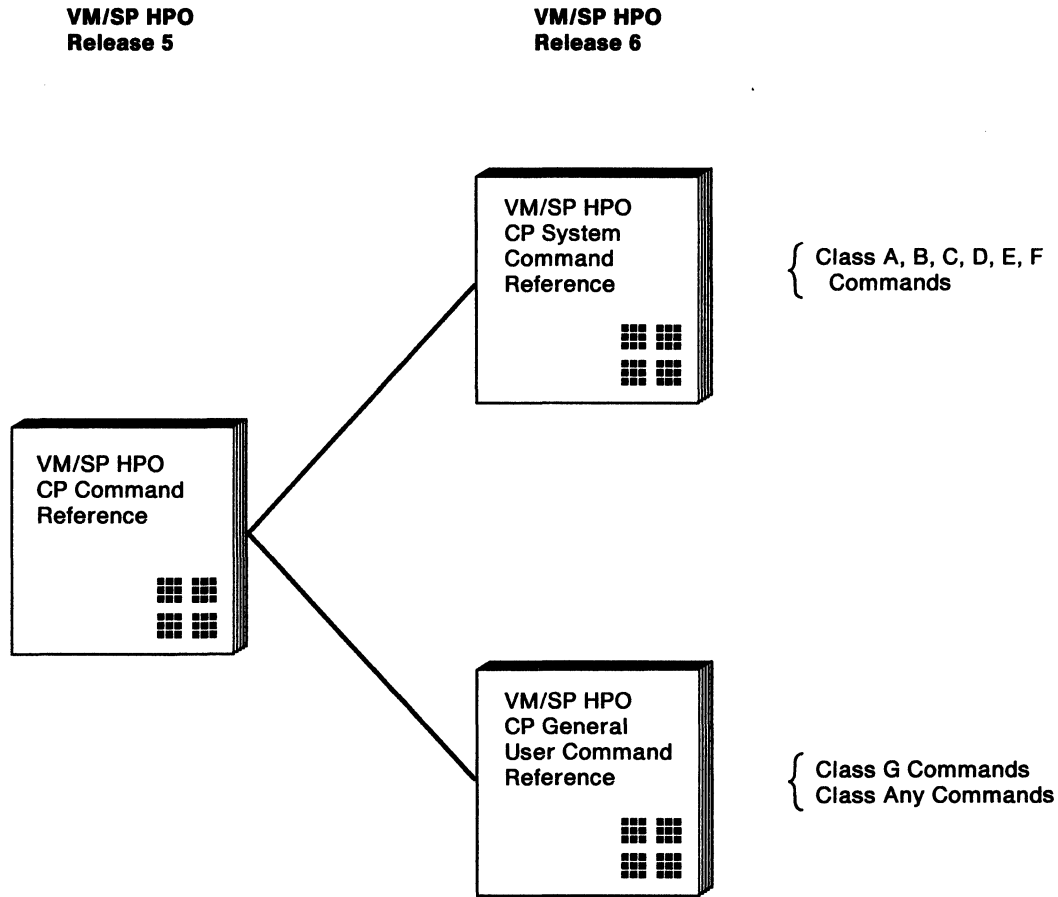 VM/SP HPO
Release 5
VM/SP HPO
Release 6
VM/SP HPO
CP System
Command
Reference
Class A, B, C, D, E, F
Commands
VM/SP HPO
CP Command
Reference
VM/SP HPO
CP General
User Command
Reference
Class G Commands
Class Any Commands